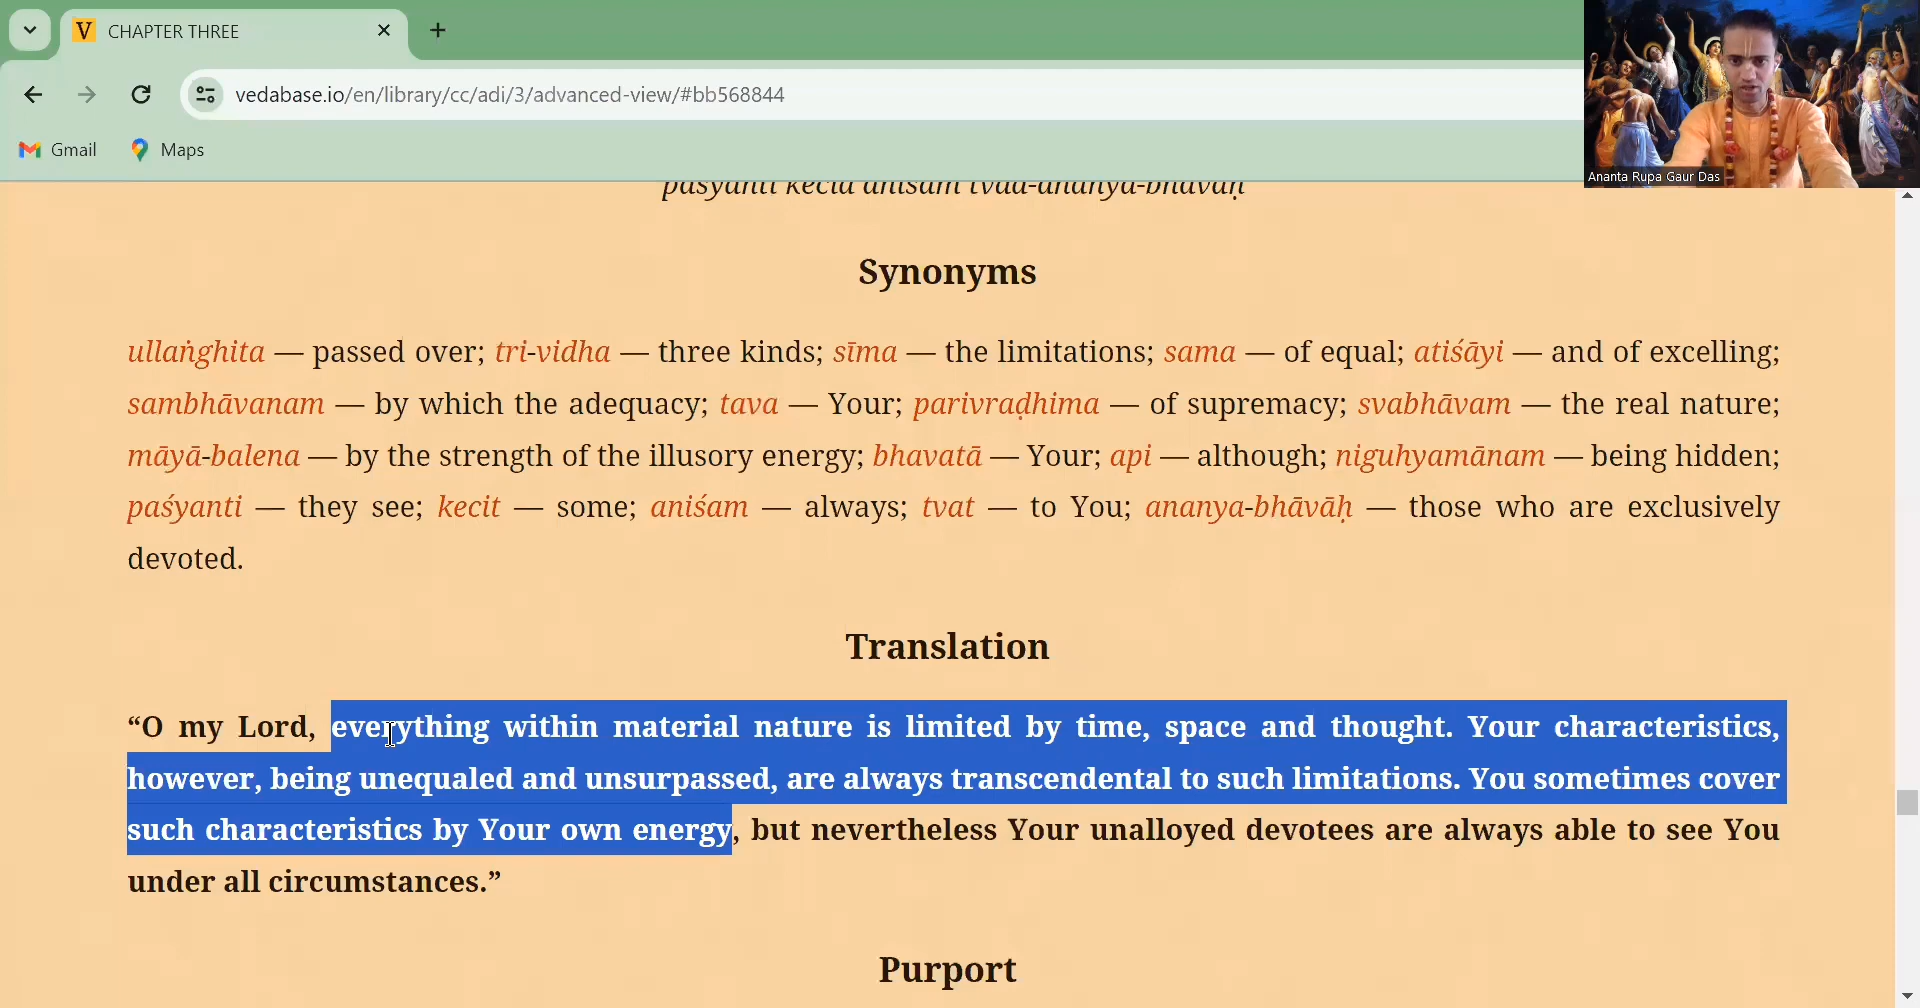 CHAPTER THREE
vedabase.io/en/library/cc/adi/3/advanced-view/#bb568844
Gmail
Maps
Ananta Rupa Gaur Das
paśyanti kecid aniśaṁ tvad-ananya-bhāvāḥ
Synonyms
ullaṅghita — passed over; tri-vidha — three kinds; sīma — the limitations; sama — of equal; atiśāyi — and of excelling;
sambhāvanam — by which the adequacy; tava — Your; parivraḍhima — of supremacy; svabhāvam — the real nature;
māyā-balena — by the strength of the illusory energy; bhavatā — Your; api — although; niguhyamānam — being hidden;
paśyanti — they see; kecit — some; aniśam — always; tvat — to You; ananya-bhāvāḥ — those who are exclusively
devoted.
Translation
“O my Lord, everything within material nature is limited by time, space and thought. Your characteristics,
however, being unequaled and unsurpassed, are always transcendental to such limitations. You sometimes cover
such characteristics by Your own energy, but nevertheless Your unalloyed devotees are always able to see You
under all circumstances.”
Purport